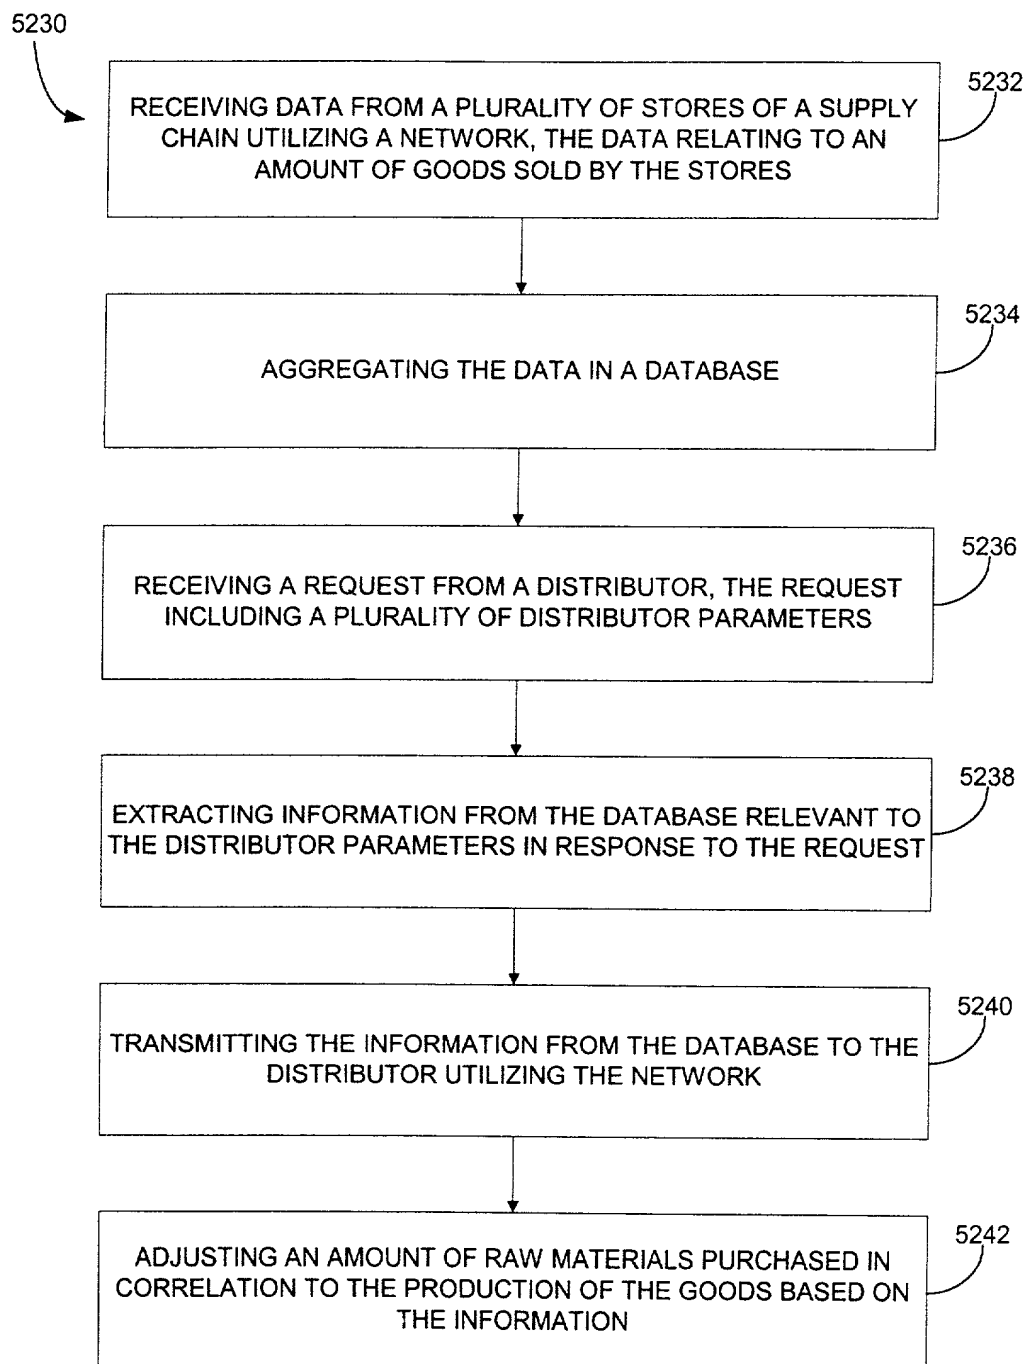 5230
5232
RECEIVING DATA FROM A PLURALITY OF STORES OF A SUPPLY
CHAIN UTILIZING A NETWORK, THE DATA RELATING TO AN
AMOUNT OF GOODS SOLD BY THE STORES
5234
AGGREGATING THE DATA IN A DATABASE
5236
RECEIVING A REQUEST FROM A DISTRIBUTOR, THE REQUEST
INCLUDING A PLURALITY OF DISTRIBUTOR PARAMETERS
5238
EXTRACTING INFORMATION FROM THE DATABASE RELEVANT TO
THE DISTRIBUTOR PARAMETERS IN RESPONSE TO THE REQUEST
5240
TRANSMITTING THE INFORMATION FROM THE DATABASE TO THE
DISTRIBUTOR UTILIZING THE NETWORK
5242
ADJUSTING AN AMOUNT OF RAW MATERIALS PURCHASED IN
CORRELATION TO THE PRODUCTION OF THE GOODS BASED ON
THE INFORMATION